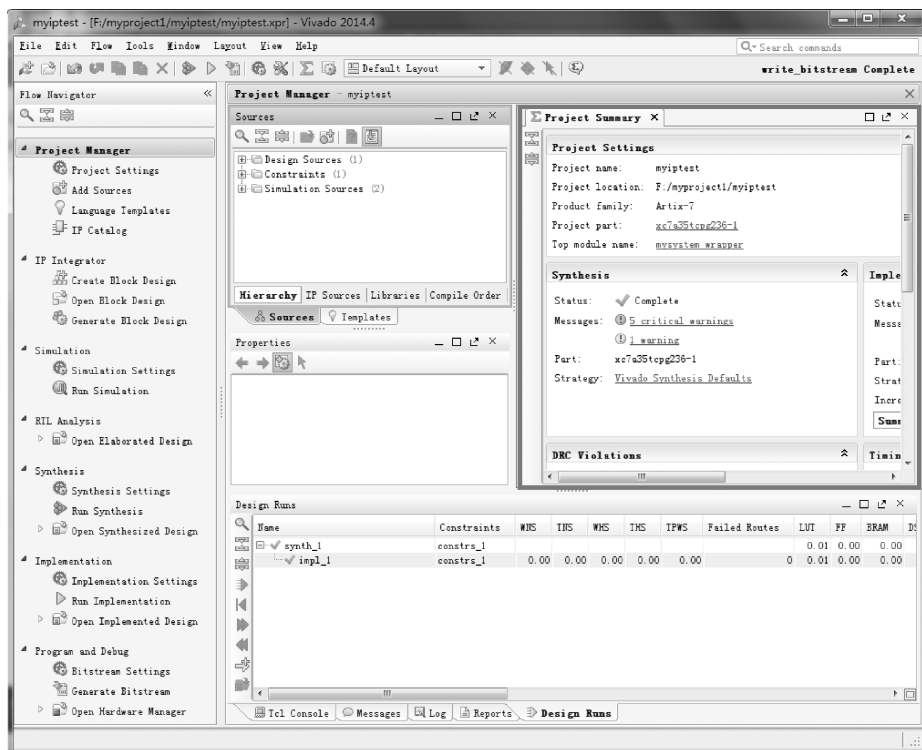 myiptest - [F:/myproject1/myiptest/myiptest.xpr] - Vivado 2014.4
File Edit Flow Tools Window Layout View Help
Search commands
Default Layout
write_bitstream Complete
Flow Navigator
Project Manager
Project Settings
Add Sources
Language Templates
IP Catalog
IP Integrator
Create Block Design
Open Block Design
Generate Block Design
Simulation
Simulation Settings
Run Simulation
RTL Analysis
Open Elaborated Design
Synthesis
Synthesis Settings
Run Synthesis
Open Synthesized Design
Implementation
Implementation Settings
Run Implementation
Open Implemented Design
Program and Debug
Bitstream Settings
Generate Bitstream
Open Hardware Manager
Project Manager - myiptest
Sources
Design Sources (1)
Constraints (1)
Simulation Sources (2)
Hierarchy IP Sources Libraries Compile Order
Sources Templates
Properties
Project Summary
Project Settings
Project name: myiptest
Project location: F:/myproject1/myiptest
Product family: Artix-7
Project part: xc7a35tcpg236-1
Top module name: mysystem_wrapper
Synthesis
Status: Complete
Messages: 5 critical warnings
1 warning
Part: xc7a35tcpg236-1
Strategy: Vivado Synthesis Defaults
Imple
Statu
Messa
Part:
Strat
Incre
Summ
DRC Violations
Timin
Design Runs
Name Constraints WNS TNS WHS THS TPWS Failed Routes LUT FF BRAM DS
synth_1 constrs_1 0.01 0.00 0.00
impl_1 constrs_1 0.00 0.00 0.00 0.00 0.00 0 0.01 0.00 0.00
Tcl Console Messages Log Reports Design Runs